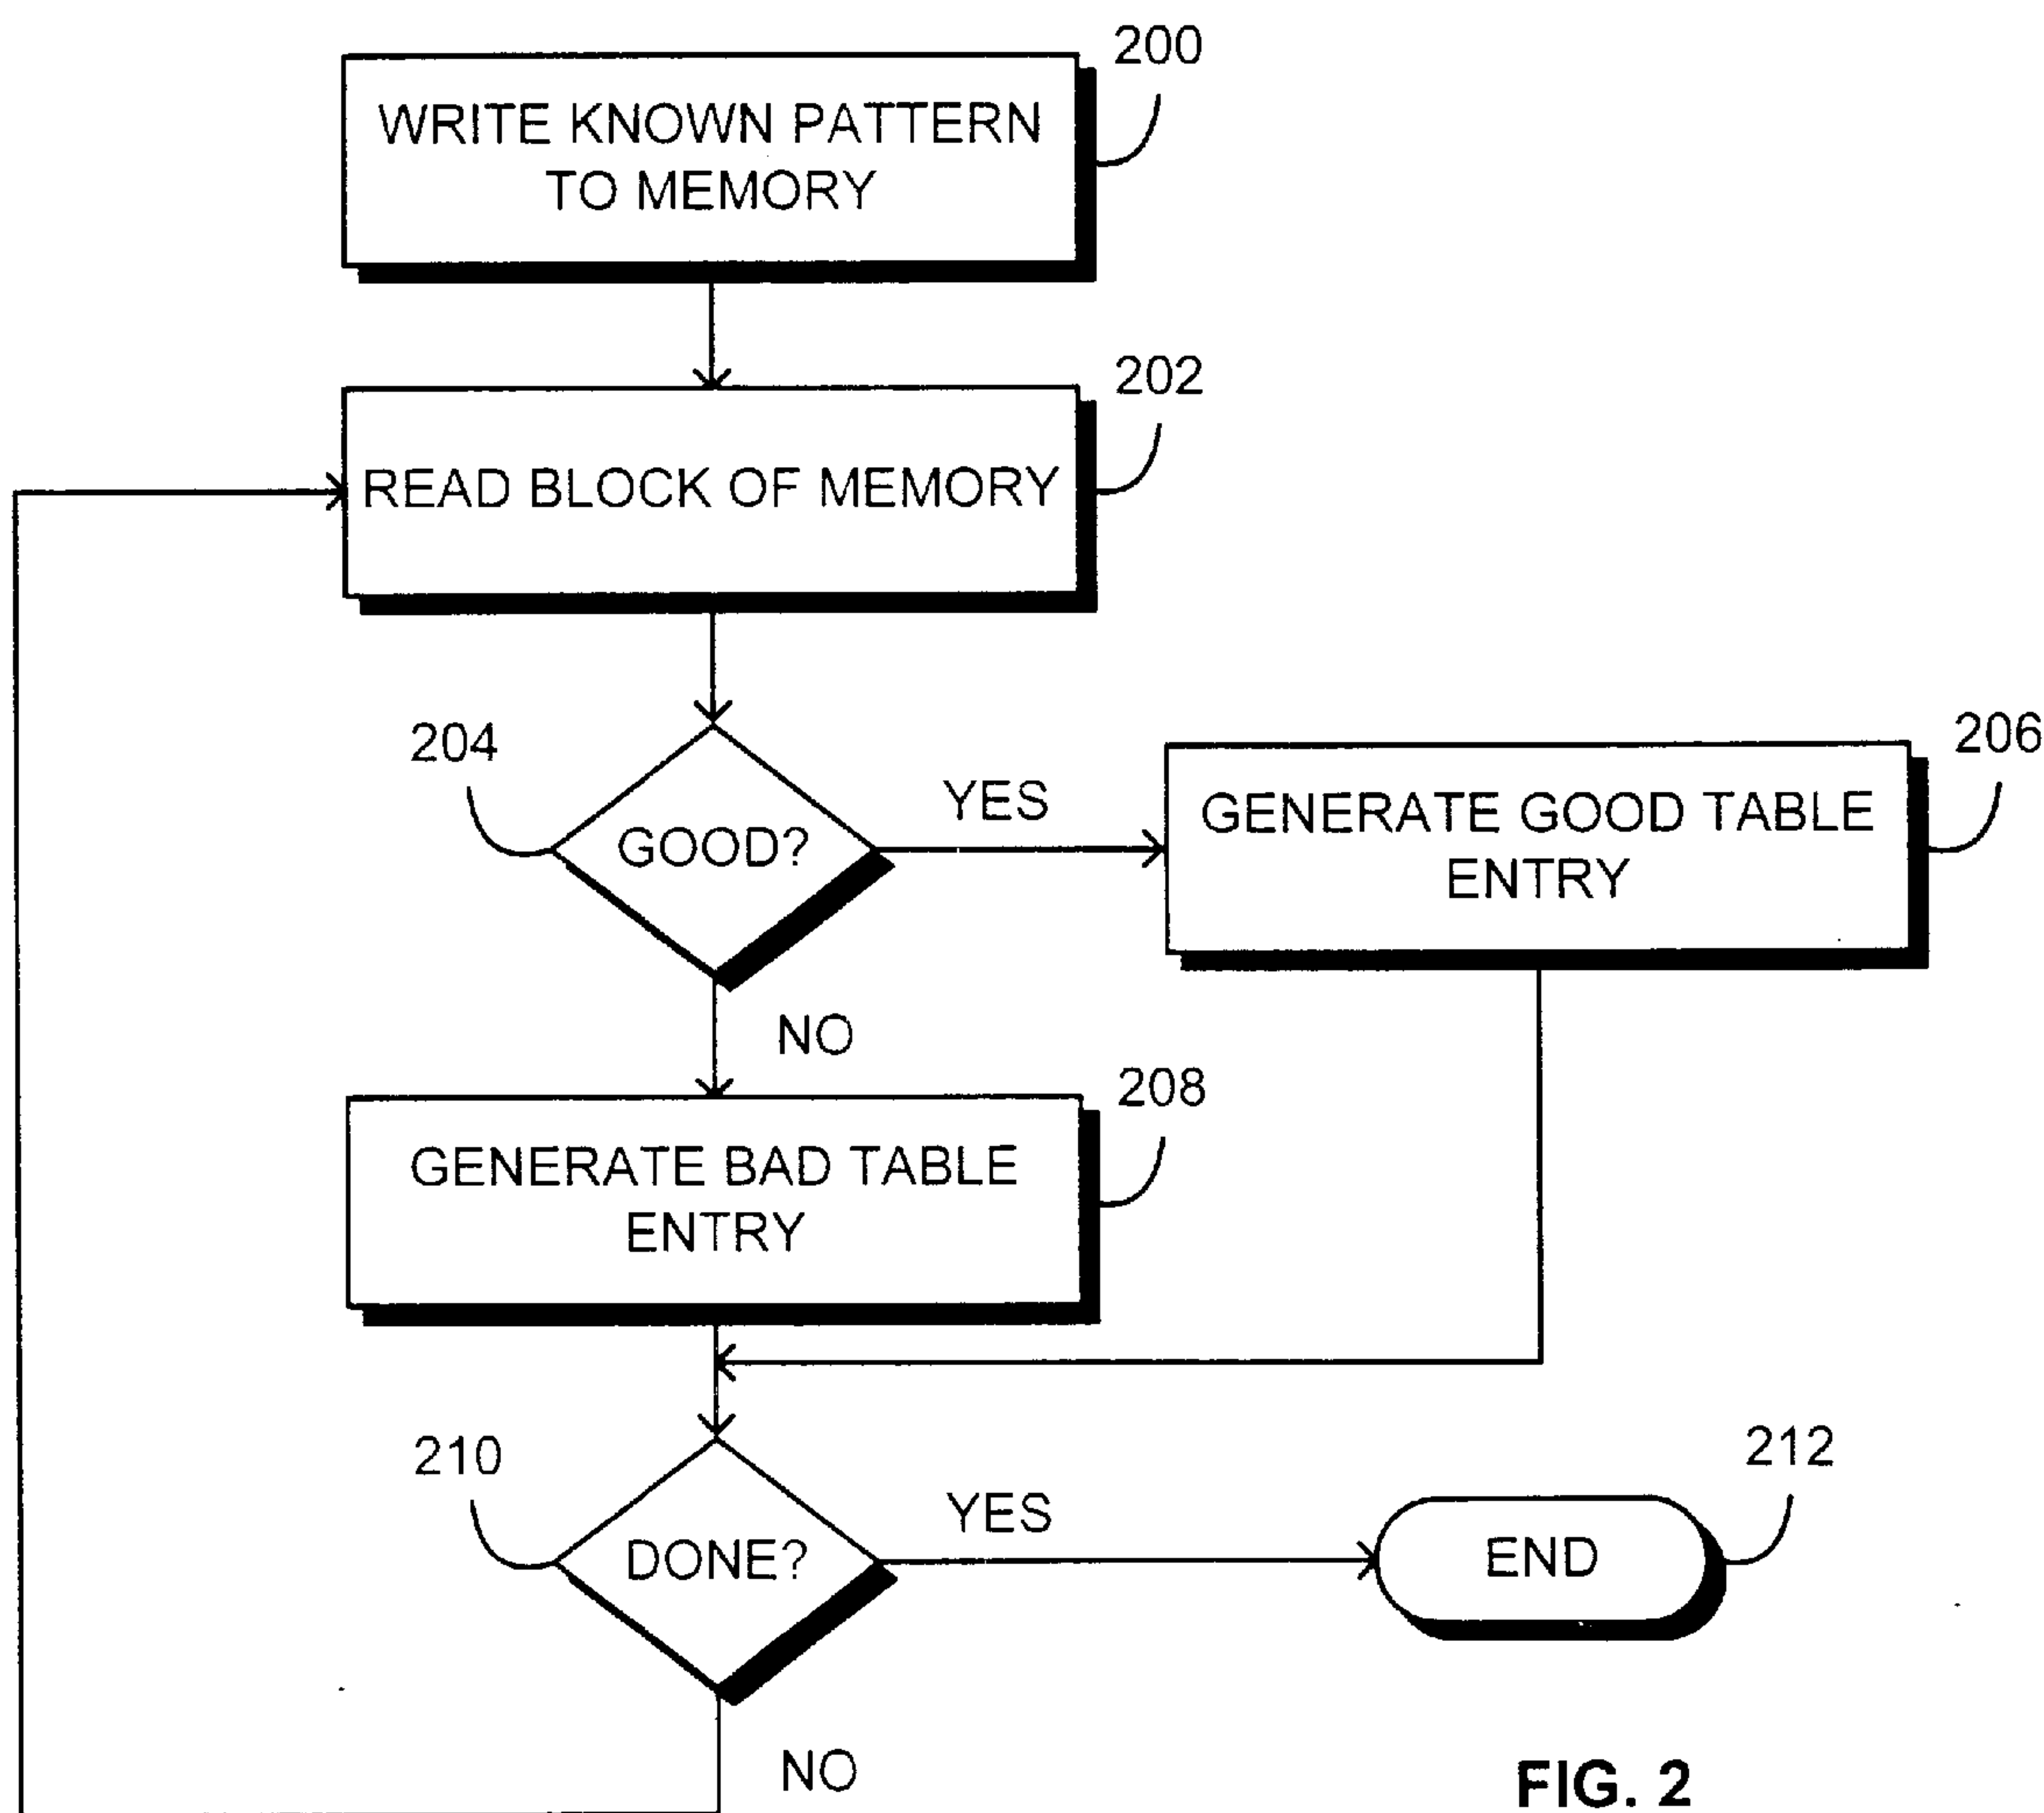 200
WRITE KNOWN PATTERN
TO MEMORY
202
READ BLOCK OF MEMORY
204
GOOD?
YES
206
GENERATE GOOD TABLE
ENTRY
NO
208
GENERATE BAD TABLE
ENTRY
210
DONE?
YES
212
END
NO
FIG. 2